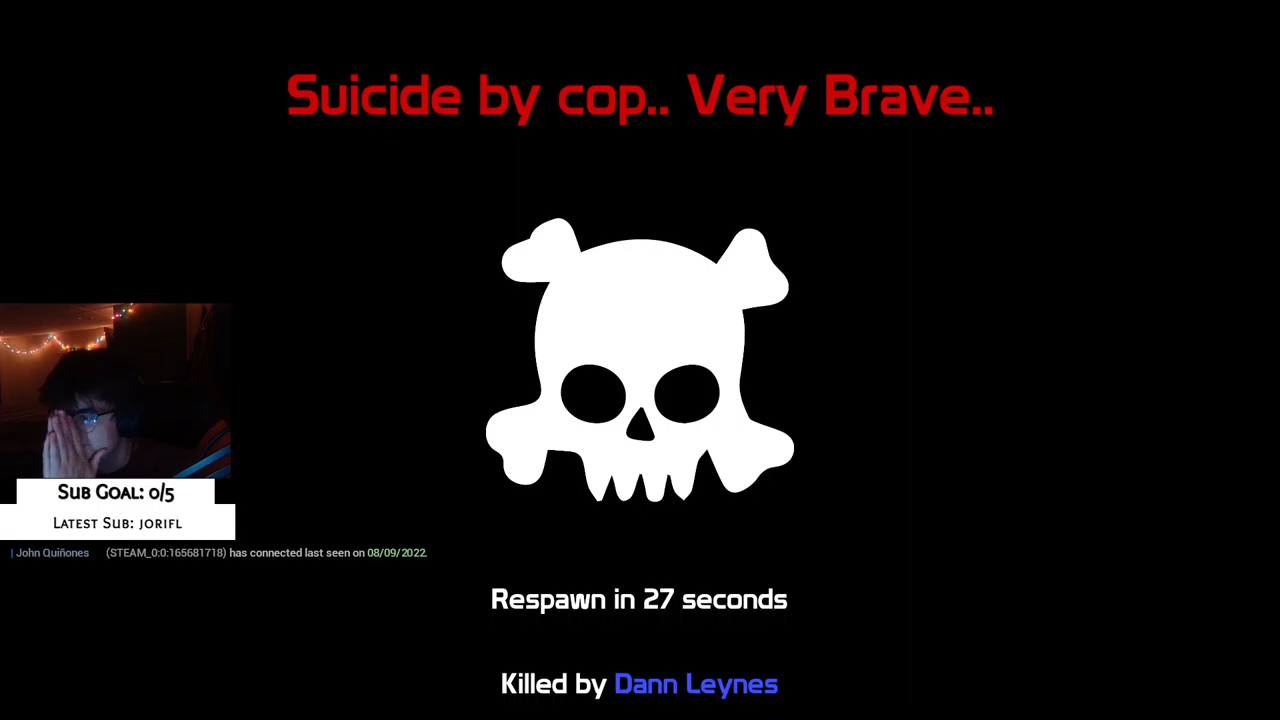 Suicide by cop.. Very Brave..
SUB GOAL: 0/5
LATEST SUB: JORIFL
| John Quiñones (STEAM_0:0:165681718) has connected last seen on 08/09/2022.
Respawn in 27 seconds
Killed by Dann Leynes